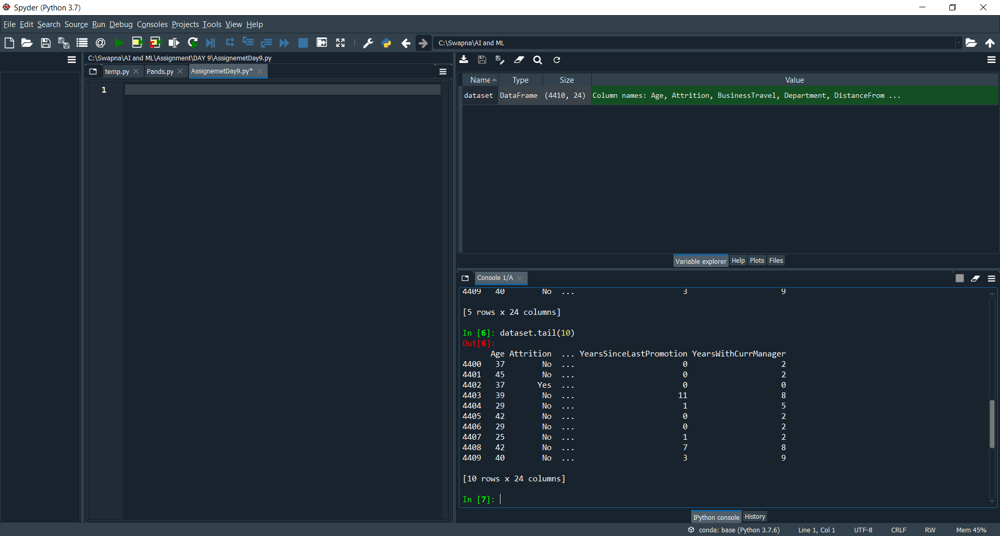 Spyder (Python 3.7)
File Edit Search Source Run Debug Consoles Projects Tools View Help
C:\Swapna\AI and ML
C:\Swapna\AI and ML\Assignment\DAY 9\AssignemetDay9.py
temp.py Pands.py AssignemetDay9.py*
1
Name Type Size Value
dataset DataFrame (4410, 24) Column names: Age, Attrition, BusinessTravel, Department, DistanceFrom ...
Variable explorer Help Plots Files
Console 1/A
4409 40 No ... 3 9
[5 rows x 24 columns]
In [6]: dataset.tail(10)
Out[6]:
Age Attrition ... YearsSinceLastPromotion YearsWithCurrManager
4400 37 No ... 0 2
4401 45 No ... 0 2
4402 37 Yes ... 0 0
4403 39 No ... 11 8
4404 29 No ... 1 5
4405 42 No ... 0 2
4406 29 No ... 0 2
4407 25 No ... 1 2
4408 42 No ... 7 8
4409 40 No ... 3 9
[10 rows x 24 columns]
In [7]:
IPython console History
conda: base (Python 3.7.6) Line 1, Col 1 UTF-8 CRLF RW Mem 45%